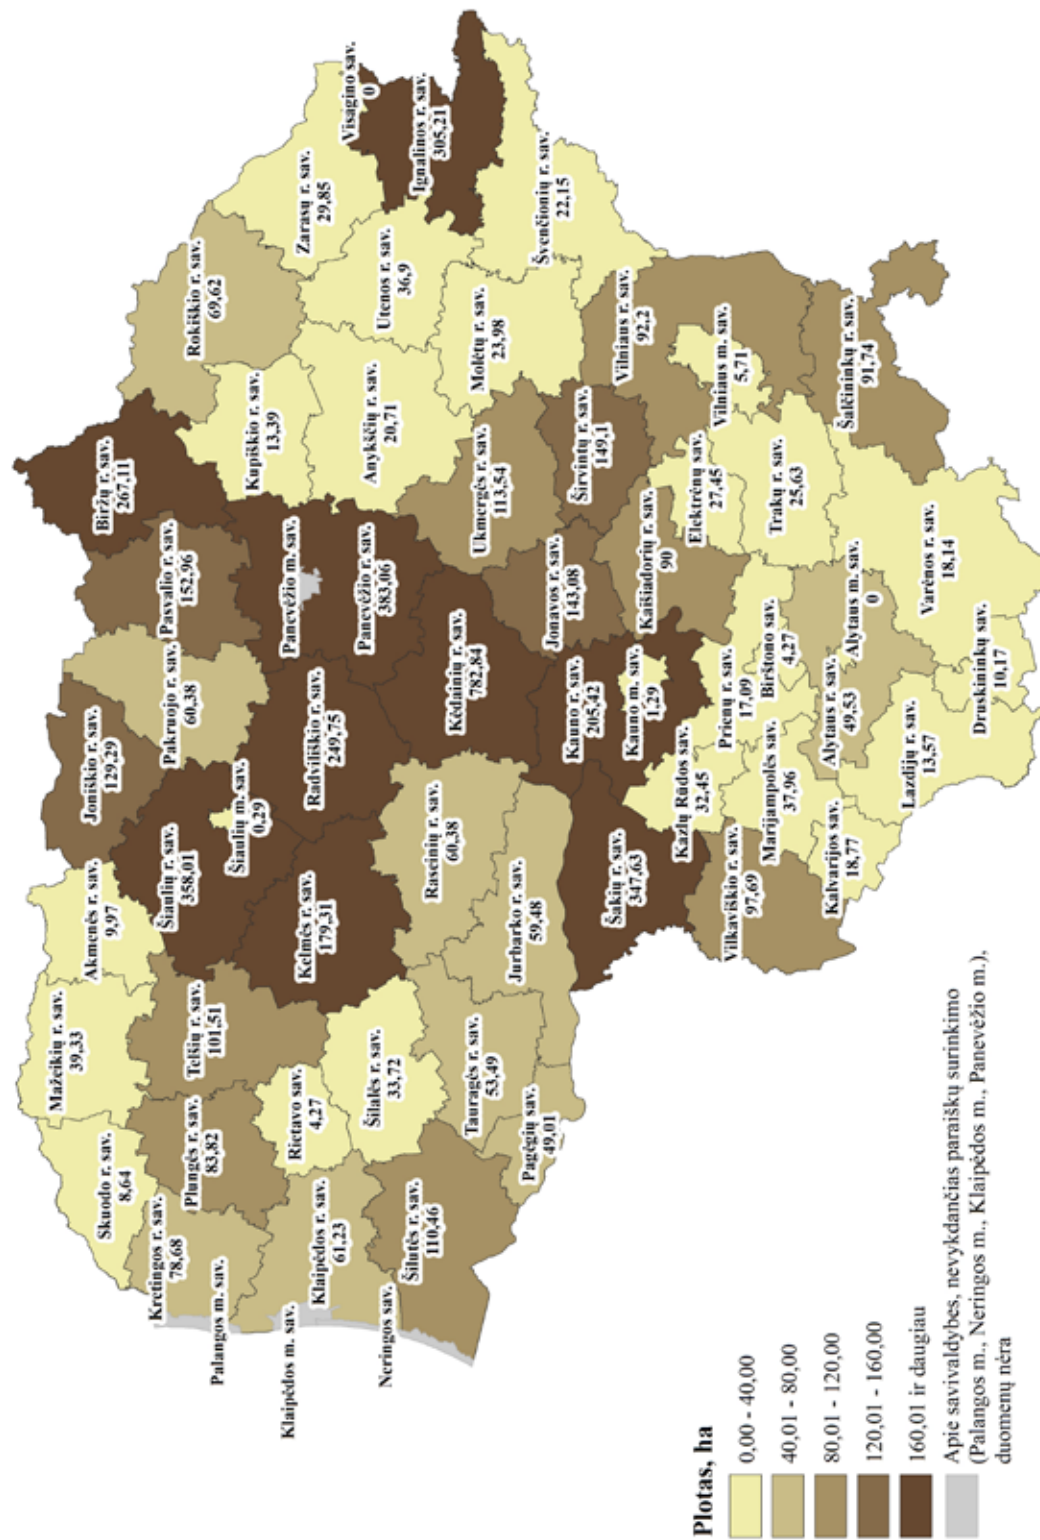 Skuodo r. sav.
8,64
Mažeikių r. sav.
39,33
Akmenės r. sav.
9,97
Joniškio r. sav.
129,29
Pakruojo r. sav.
60,38
Pasvalio r. sav.
152,96
Biržų r. sav.
267,11
Rokiškio r. sav.
69,62
Kretingos r. sav.
78,68
Plungės r. sav.
83,82
Telšių r. sav.
101,51
Šiaulių r. sav.
358,01
Šiaulių m. sav.
0,29
Radviliškio r. sav.
249,75
Panevėžio m. sav.
Panevėžio r. sav.
383,06
Kupiškio r. sav.
13,39
Zarasų r. sav.
29,85
Visagino sav.
0
Palangos m. sav.
Klaipėdos m. sav.
Klaipėdos r. sav.
61,23
Rietavo sav.
4,27
Kelmės r. sav.
179,31
Anykščių r. sav.
20,71
Utenos r. sav.
36,9
Ignalinos r. sav.
305,21
Neringos sav.
Šilutės r. sav.
110,46
Šilalės r. sav.
33,72
Raseinių r. sav.
60,38
Kėdainių r. sav.
782,84
Ukmergės r. sav.
113,54
Molėtų r. sav.
23,98
Švenčionių r. sav.
22,15
Pagėgių sav.
49,01
Tauragės r. sav.
53,49
Jurbarko r. sav.
59,48
Jonavos r. sav.
143,08
Širvintų r. sav.
149,1
Šakių r. sav.
347,63
Kauno r. sav.
205,42
Kauno m. sav.
1,29
Kaišiadorių r. sav.
90
Vilniaus r. sav.
92,2
Kazlų Rūdos sav.
32,45
Prienų r. sav.
17,09
Birštono sav.
4,27
Elektrėnų sav.
27,45
Vilniaus m. sav.
5,71
Vilkaviškio r. sav.
97,69
Marijampolės sav.
37,96
Trakų r. sav.
25,63
Kalvarijos sav.
18,77
Alytaus r. sav.
49,53
Alytaus m. sav.
0
Šalčininkų r. sav.
91,74
Lazdijų r. sav.
13,57
Varėnos r. sav.
18,14
Druskininkų sav.
10,17
Plotas, ha
0,00 - 40,00
40,01 - 80,00
80,01 - 120,00
120,01 - 160,00
160,01 ir daugiau
Apie savivaldybes, nevykdančias paraiškų surinkimo
(Palangos m., Neringos m., Klaipėdos m., Panevėžio m.),
duomenų nėra